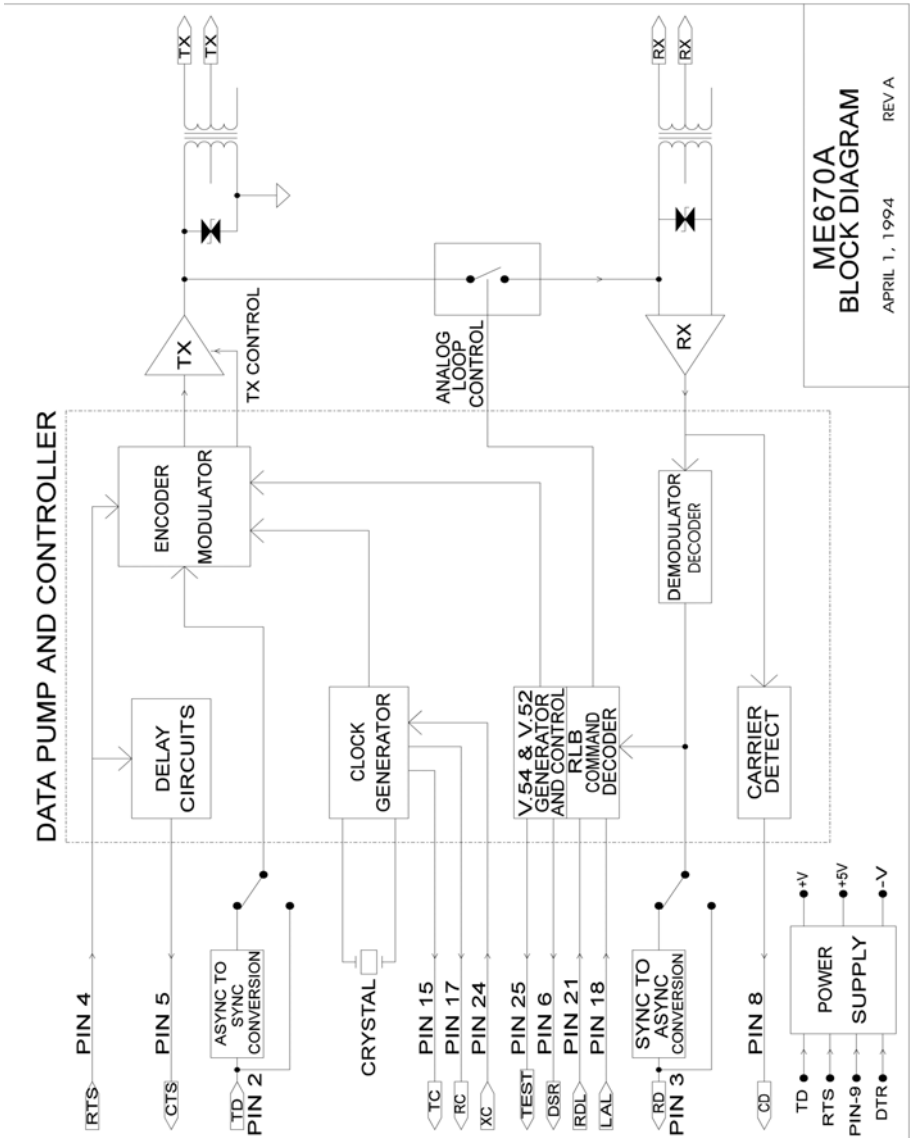 DATA PUMP AND CONTROLLER
RTS
PIN 4
CTS
PIN 5
DELAY
CIRCUITS
ENCODER
MODULATOR
TX
TX CONTROL
TX
TX
TD
PIN 2
ASYNC TO
SYNC
CONVERSION
CRYSTAL
CLOCK
GENERATOR
TC
PIN 15
RC
PIN 17
XC
PIN 24
TEST
PIN 25
DSR
PIN 6
RDL
PIN 21
LAL
PIN 18
V.54 & V.52
GENERATOR
AND CONTROL
RLB
COMMAND
DECODER
ANALOG
LOOP
CONTROL
RD
PIN 3
SYNC TO
ASYNC
CONVERSION
DEMODULATOR
DECODER
RX
RX
RX
CD
PIN 8
CARRIER
DETECT
TD
RTS
PIN-9
DTR
POWER
SUPPLY
+V
+5V
-V
ME670A
BLOCK DIAGRAM
APRIL 1, 1994 REV A